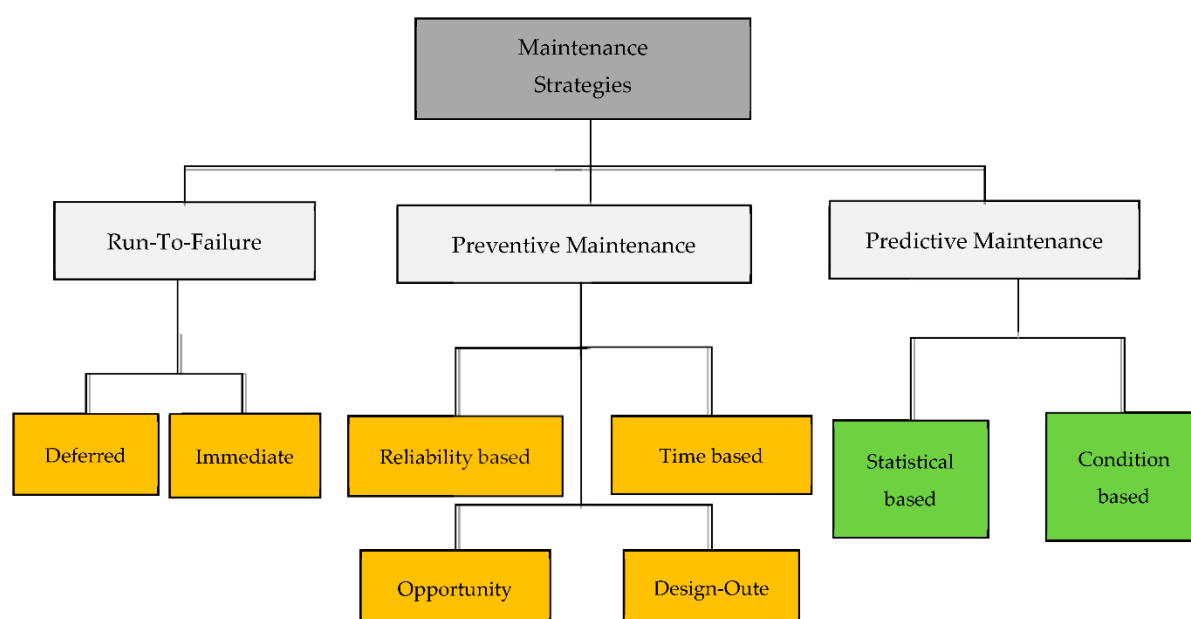 Maintenance
Strategies
Run-To-Failure
Preventive Maintenance
Predictive Maintenance
Deferred
Immediate
Reliability based
Time based
Statistical
based
Condition
based
Opportunity
Design-Oute